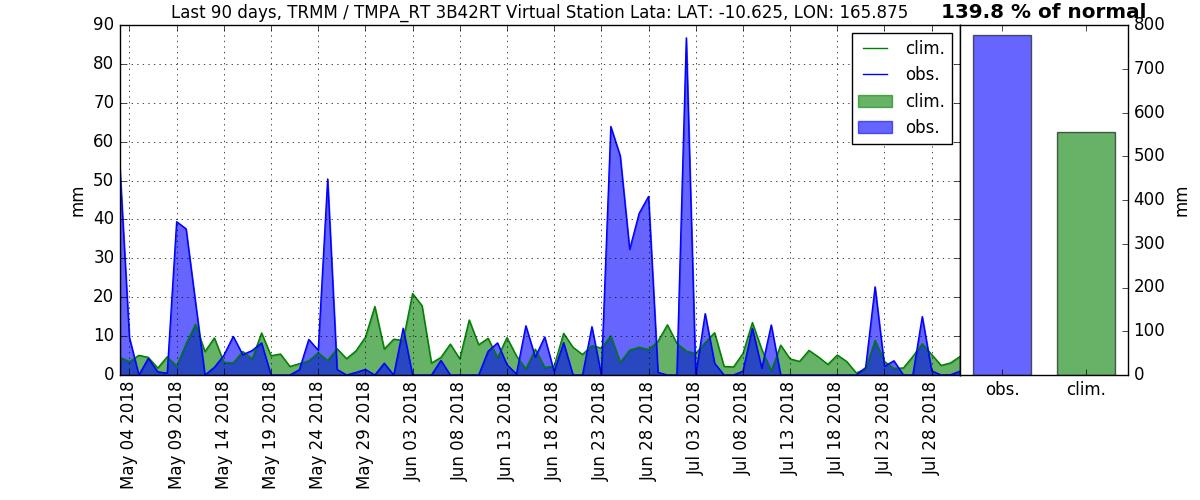 Last 90 days, TRMM / TMPA_RT 3B42RT Virtual Station Lata: LAT: -10.625, LON: 165.875
139.8 % of normal
90
80
70
60
50
40
30
20
10
0
mm
clim.
obs.
clim.
obs.
May 04 2018
May 09 2018
May 14 2018
May 19 2018
May 24 2018
May 29 2018
Jun 03 2018
Jun 08 2018
Jun 13 2018
Jun 18 2018
Jun 23 2018
Jun 28 2018
Jul 03 2018
Jul 08 2018
Jul 13 2018
Jul 18 2018
Jul 23 2018
Jul 28 2018
800
700
600
500
400
300
200
100
0
mm
obs.
clim.